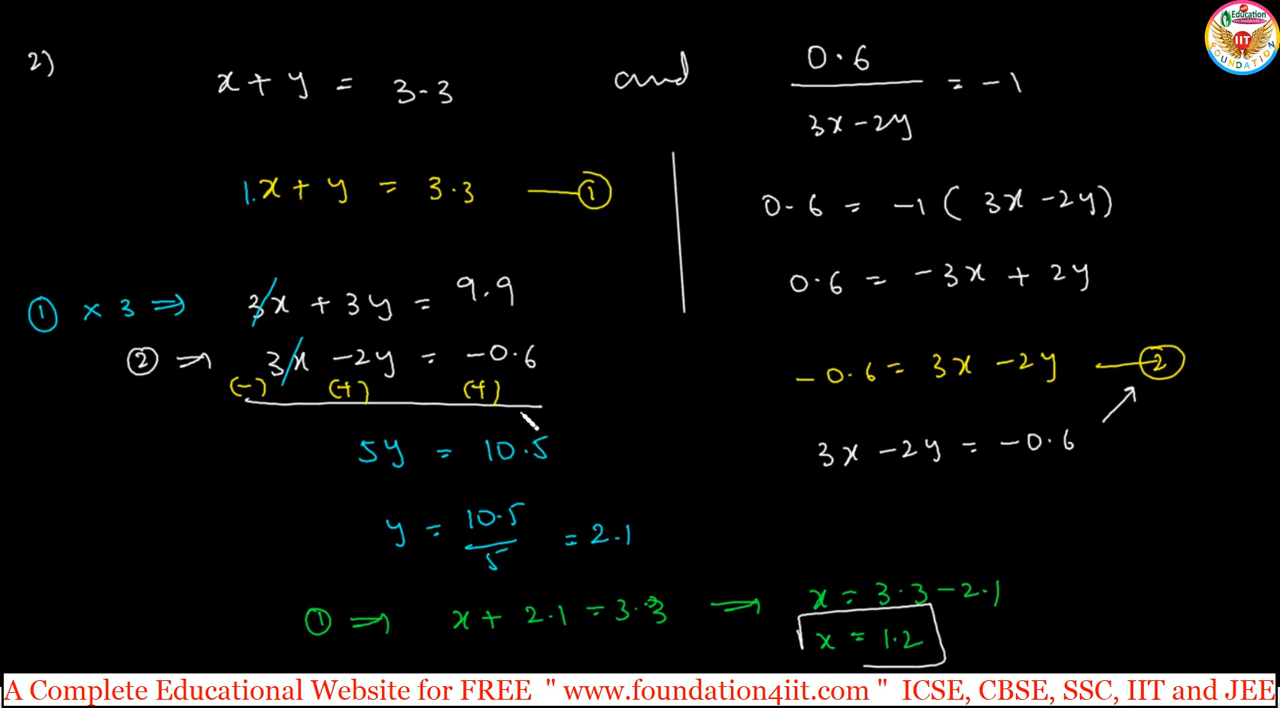 2) x + y = 3.3 and 0.6 / 3x - 2y = -1
1.x + y = 3.3 —①
0.6 = -1 ( 3x - 2y )
0.6 = -3x + 2y
① × 3 ⇒ 3x + 3y = 9.9
② ⇒ 3x - 2y = -0.6
(-) (+) (+)
-0.6 = 3x - 2y —②
3x - 2y = -0.6
5y = 10.5
y = 10.5 / 5 = 2.1
① ⇒ x + 2.1 = 3.3 ⇒ x = 3.3 - 2.1
x = 1.2
Education
IIT
FOUNDATION
A Complete Educational Website for FREE " www.foundation4iit.com " ICSE, CBSE, SSC, IIT and JEE